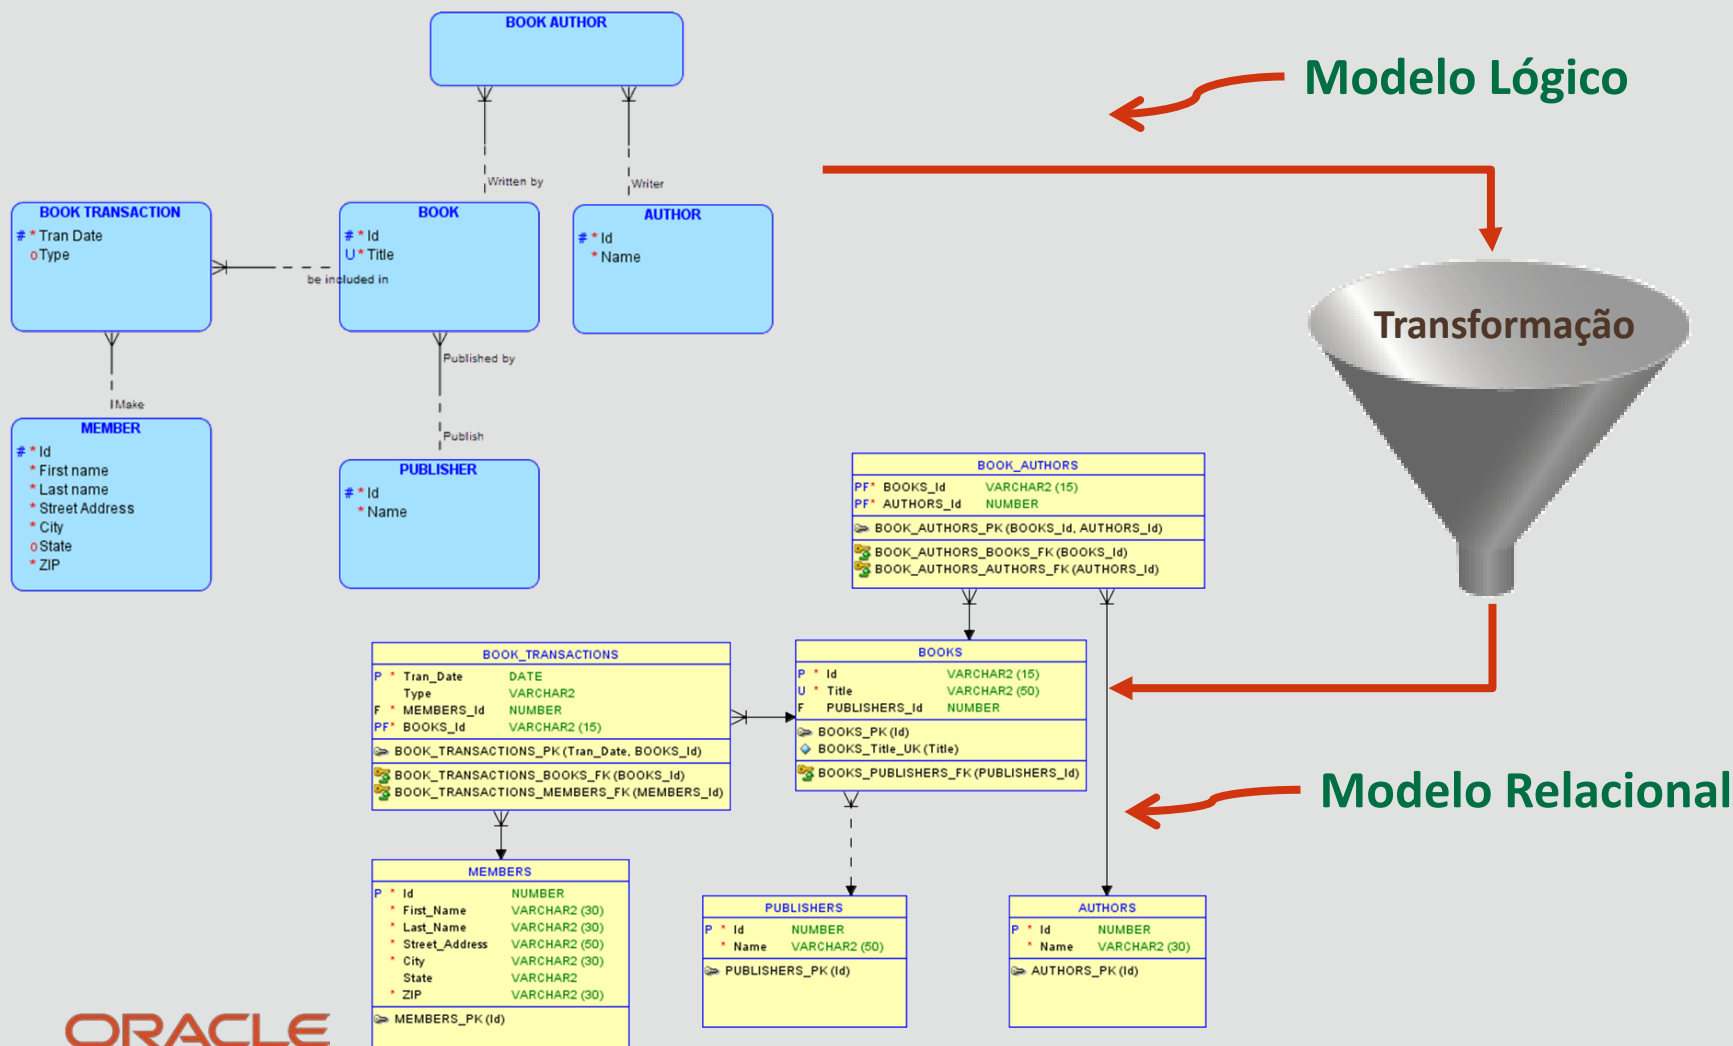 BOOK AUTHOR
Modelo Lógico
Written by
Writer
BOOK TRANSACTION
# * Tran Date
o Type
BOOK
# * Id
U * Title
AUTHOR
# * Id
* Name
be included in
Transformação
Published by
Make
Publish
MEMBER
# * Id
* First name
* Last name
* Street Address
* City
o State
* ZIP
PUBLISHER
# * Id
* Name
BOOK_AUTHORS
PF* BOOKS_Id VARCHAR2 (15)
PF* AUTHORS_Id NUMBER
BOOK_AUTHORS_PK (BOOKS_Id, AUTHORS_Id)
BOOK_AUTHORS_BOOKS_FK (BOOKS_Id)
BOOK_AUTHORS_AUTHORS_FK (AUTHORS_Id)
BOOK_TRANSACTIONS
P * Tran_Date DATE
Type VARCHAR2
F * MEMBERS_Id NUMBER
PF* BOOKS_Id VARCHAR2 (15)
BOOK_TRANSACTIONS_PK (Tran_Date, BOOKS_Id)
BOOK_TRANSACTIONS_BOOKS_FK (BOOKS_Id)
BOOK_TRANSACTIONS_MEMBERS_FK (MEMBERS_Id)
BOOKS
P * Id VARCHAR2 (15)
U * Title VARCHAR2 (50)
F PUBLISHERS_Id NUMBER
BOOKS_PK (Id)
BOOKS_Title_UK (Title)
BOOKS_PUBLISHERS_FK (PUBLISHERS_Id)
Modelo Relacional
MEMBERS
P * Id NUMBER
* First_Name VARCHAR2 (30)
* Last_Name VARCHAR2 (30)
* Street_Address VARCHAR2 (50)
* City VARCHAR2 (30)
State VARCHAR2
* ZIP VARCHAR2 (30)
MEMBERS_PK (Id)
PUBLISHERS
P * Id NUMBER
* Name VARCHAR2 (50)
PUBLISHERS_PK (Id)
AUTHORS
P * Id NUMBER
* Name VARCHAR2 (30)
AUTHORS_PK (Id)
ORACLE